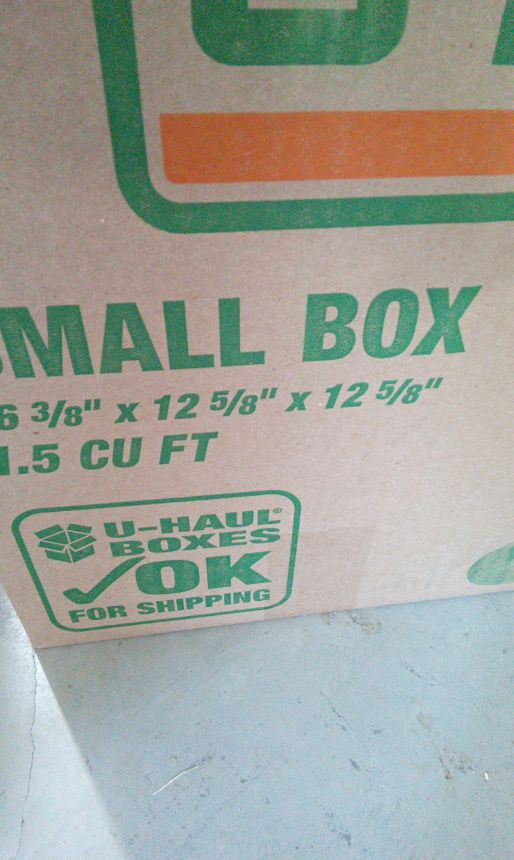 MALL BOX
6 3/8" x 12 5/8" x 12 5/8"
1.5 CU FT
U-HAUL®
BOXES
✓OK
FOR SHIPPING